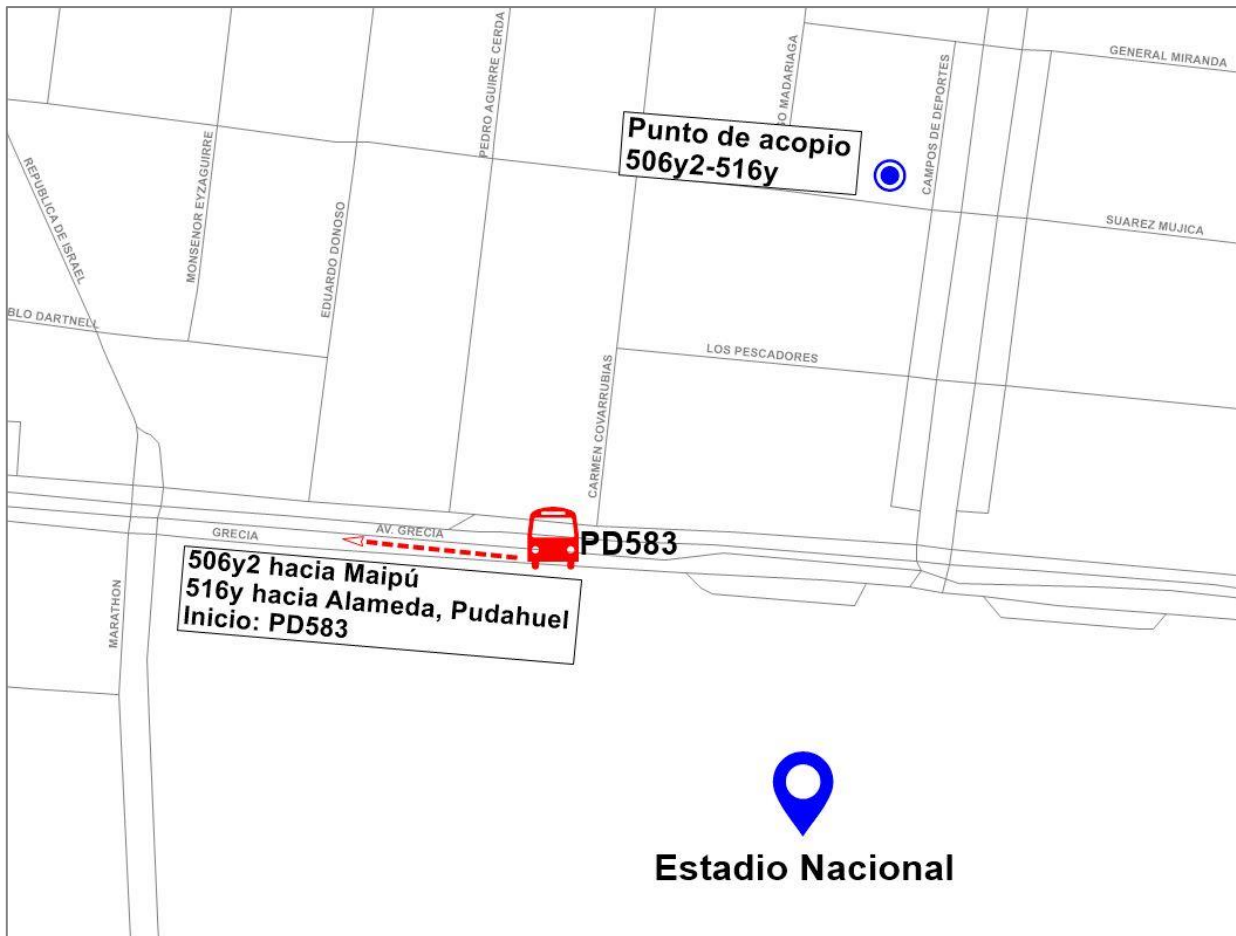 GENERAL MIRANDA
PEDRO AGUIRRE CERDA
MADARIAGA
CAMPOS DE DEPORTES
Punto de acopio
506y2-516y
REPUBLICA DE ISRAEL
MONSENOR EYZAGUIRRE
EDUARDO DONOSO
SUAREZ MUJICA
BLO DARTNELL
LOS PESCADORES
CARMEN COVARRUBIAS
GRECIA
AV. GRECIA
PD583
506y2 hacia Maipú
516y hacia Alameda, Pudahuel
Inicio: PD583
MARATHON
Estadio Nacional